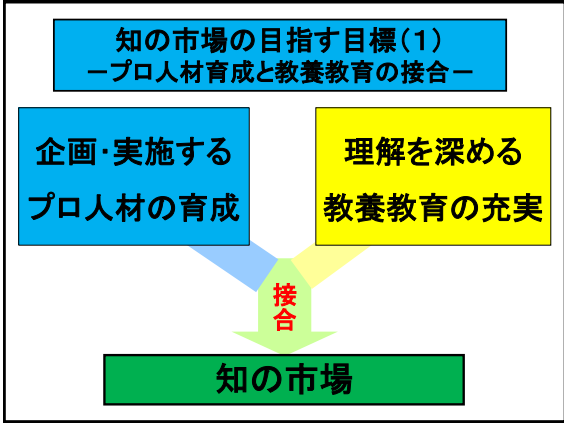 知の市場の目指す目標(1)
－プロ人材育成と教養教育の接合－
企画・実施する
プロ人材の育成
理解を深める
教養教育の充実
接
合
知の市場